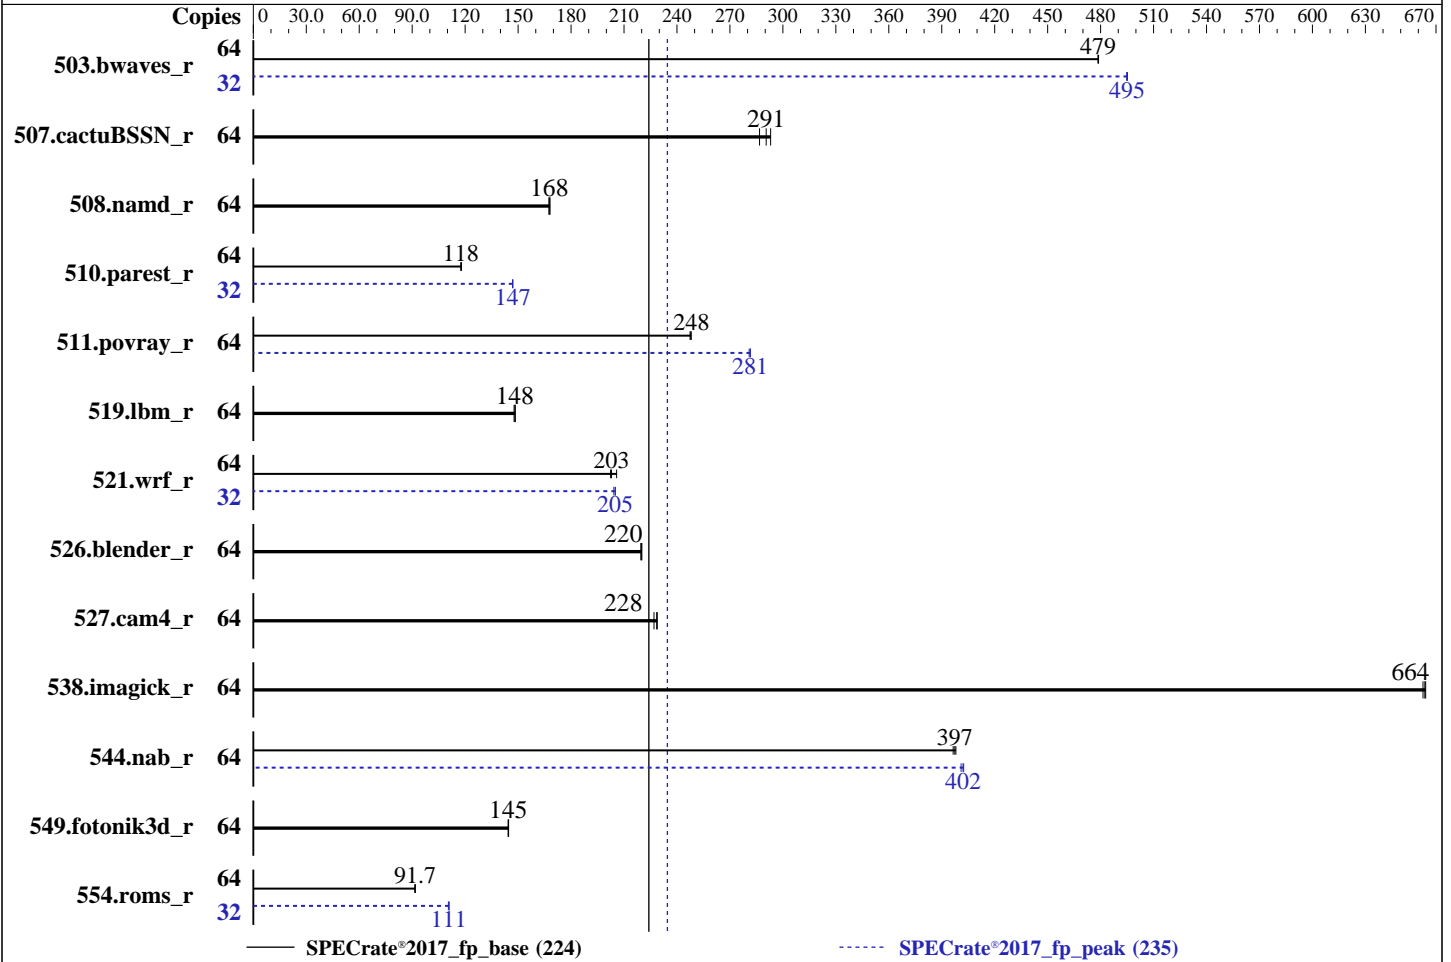 Copies 0 30.0 60.0 90.0 120 150 180 210 240 270 300 330 360 390 420 450 480 510 540 570 600 630 670
64 479
503.bwaves_r
32 495
507.cactuBSSN_r 64 291
508.namd_r 64 168
64 118
510.parest_r
32 147
248
511.povray_r 64
281
519.lbm_r 64 148
64 203
521.wrf_r
32 205
526.blender_r 64 220
527.cam4_r 64 228
538.imagick_r 64 664
397
544.nab_r 64
402
549.fotonik3d_r 64 145
64 91.7
554.roms_r
32 111
SPECrate®2017_fp_base (224) SPECrate®2017_fp_peak (235)